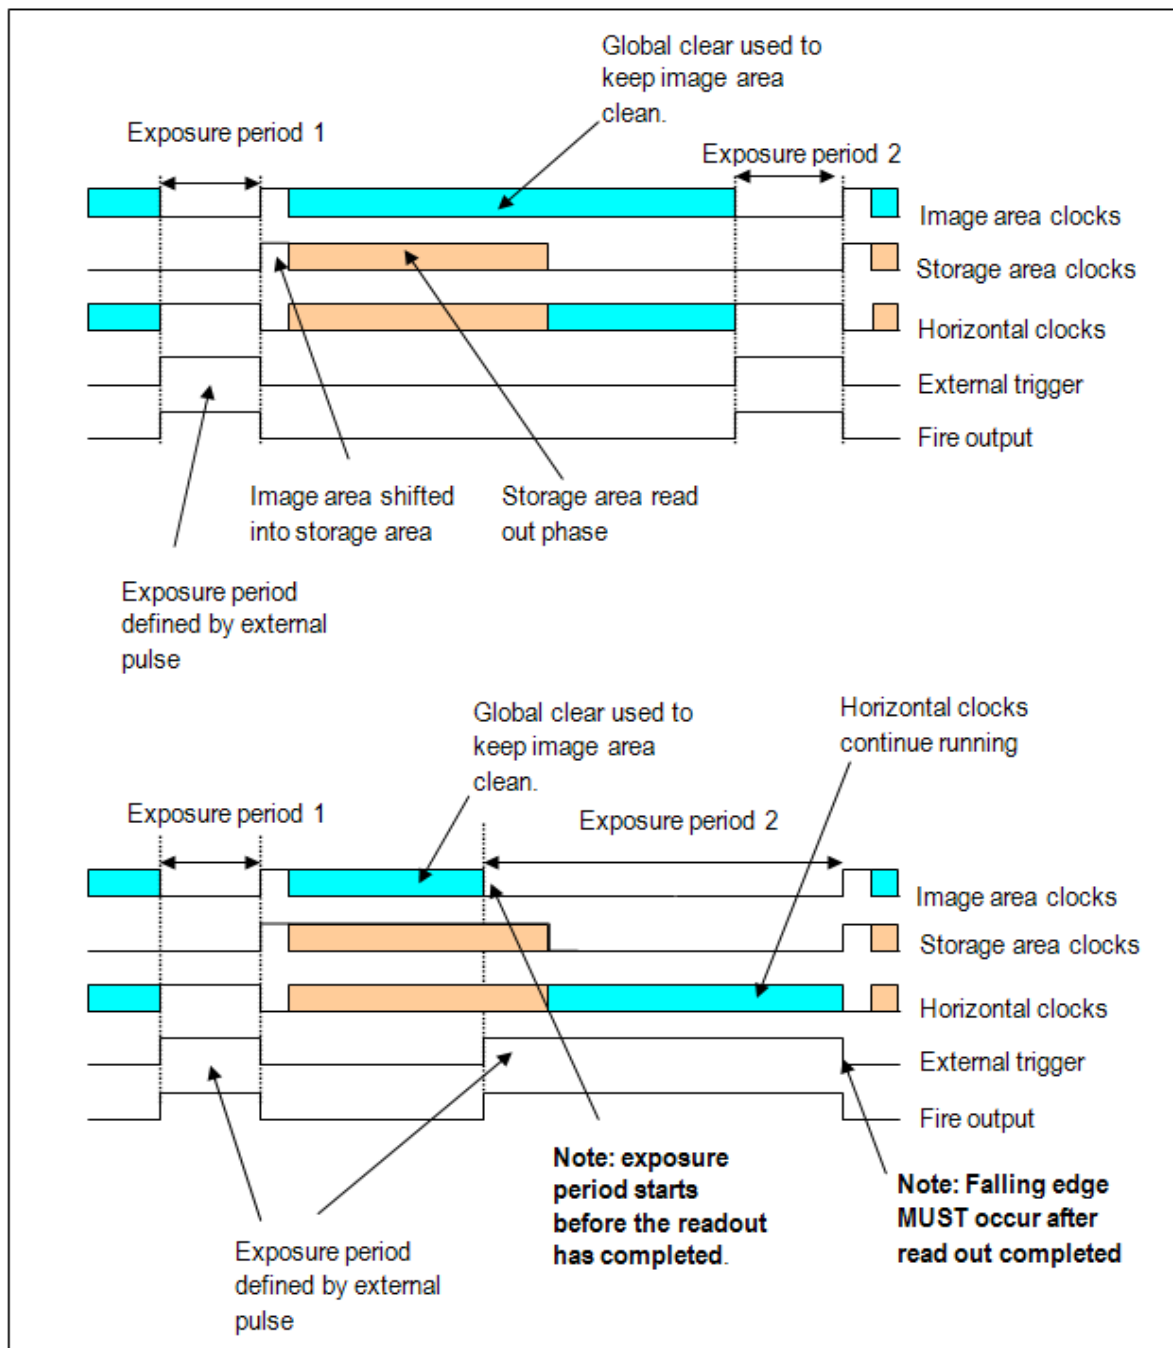 Global clear used to
keep image area
clean.
Exposure period 1
Exposure period 2
Image area clocks
Storage area clocks
Horizontal clocks
External trigger
Fire output
Image area shifted
into storage area
Storage area read
out phase
Exposure period
defined by external
pulse
Global clear used to
keep image area
clean.
Horizontal clocks
continue running
Exposure period 1
Exposure period 2
Image area clocks
Storage area clocks
Horizontal clocks
External trigger
Fire output
Note: exposure
period starts
before the readout
has completed.
Note: Falling edge
MUST occur after
read out completed
Exposure period
defined by external
pulse